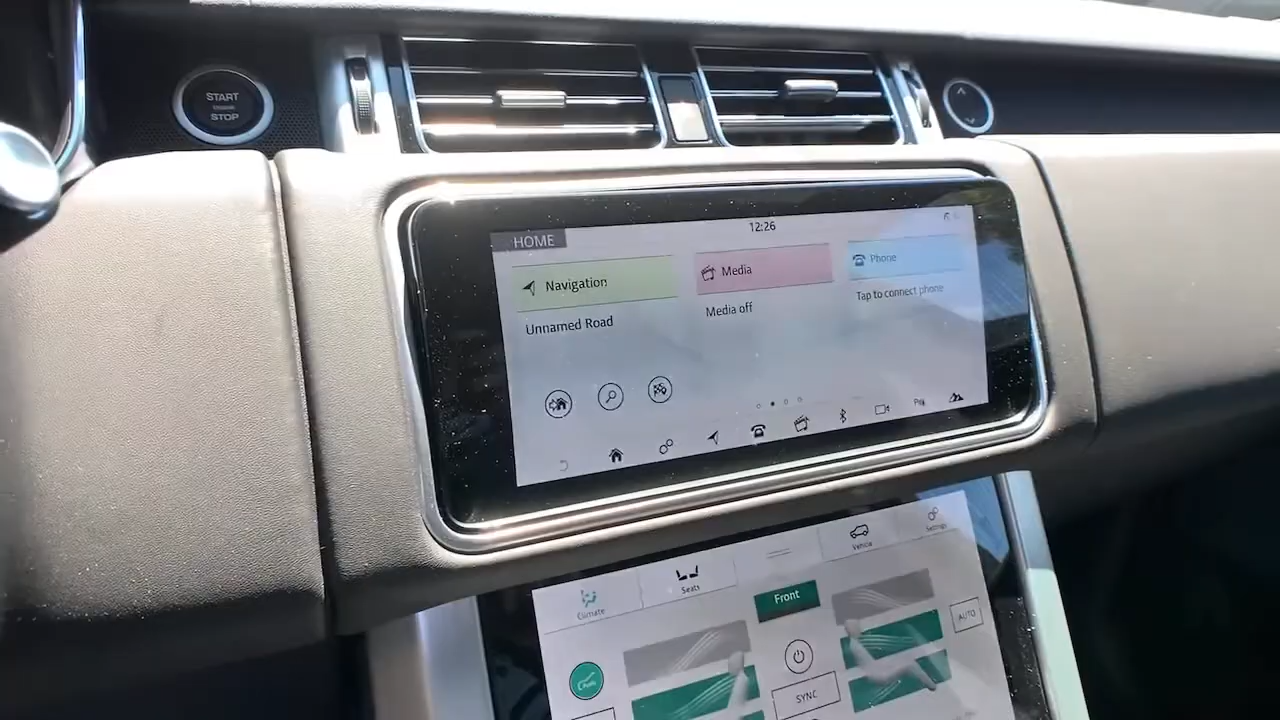 START
STOP
HOME
12:26
Navigation
Media
Phone
Unnamed Road
Media off
Tap to connect phone
Climate
Seats
Vehicle
Settings
Front
AUTO
SYNC